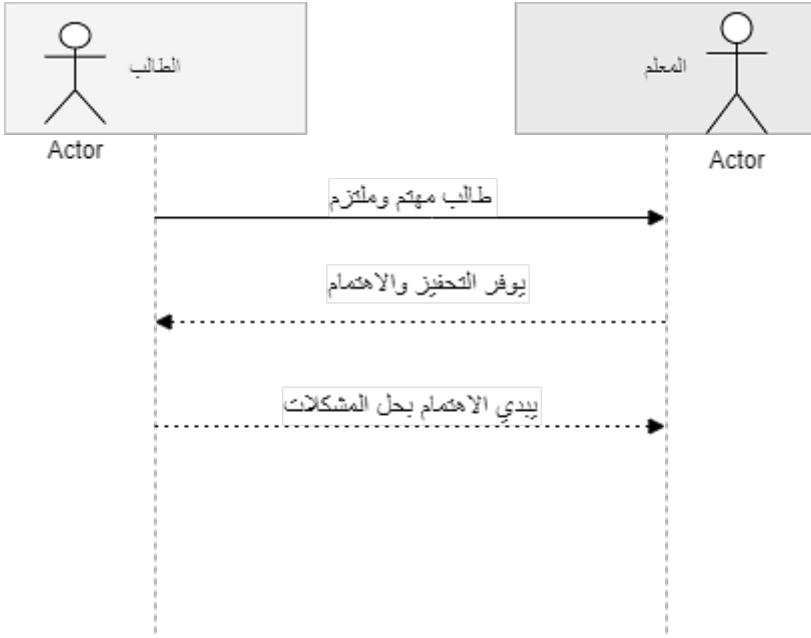 الطالب
المعلم
Actor
Actor
طالب مهتم وملتزم
يوفر التحفيز والاهتمام
يبدي الاهتمام بحل المشكلات